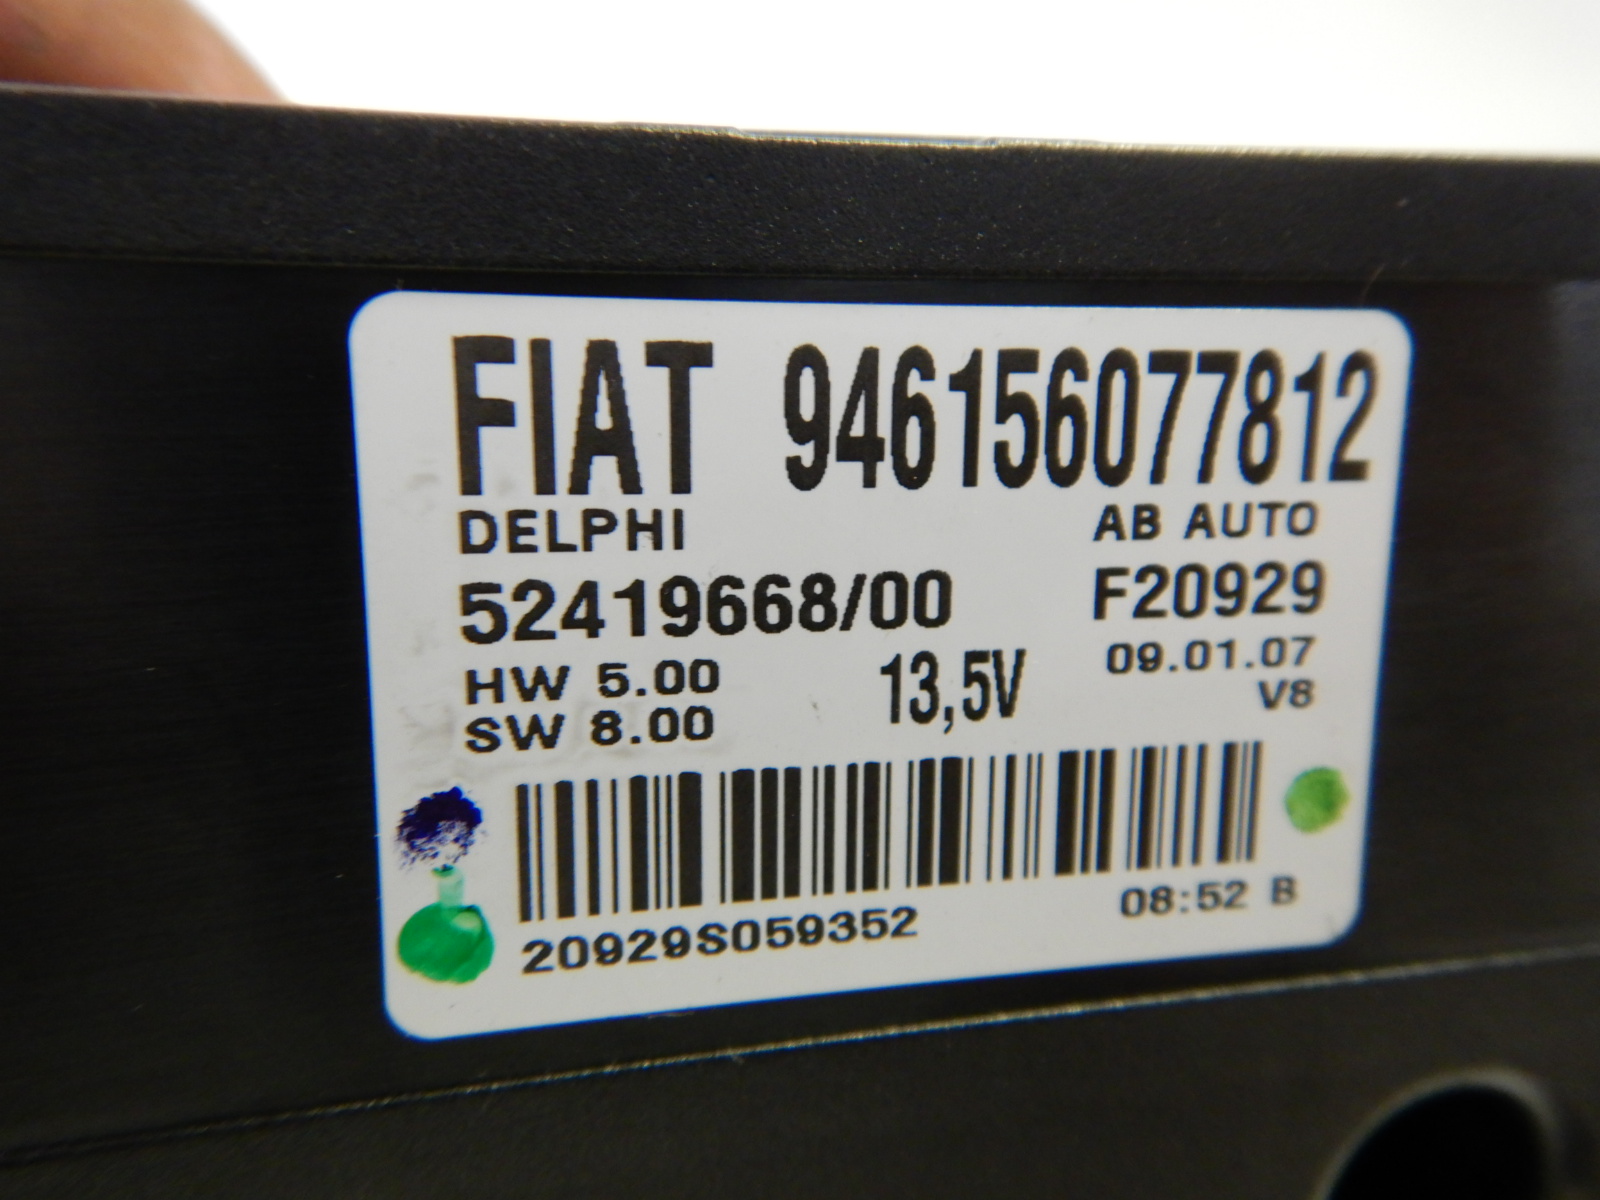 FIAT 946156077812
DELPHI AB AUTO
52419668/00 F20929
HW 5.00 13,5V 09.01.07
SW 8.00 V8
20929S059352 08:52 B